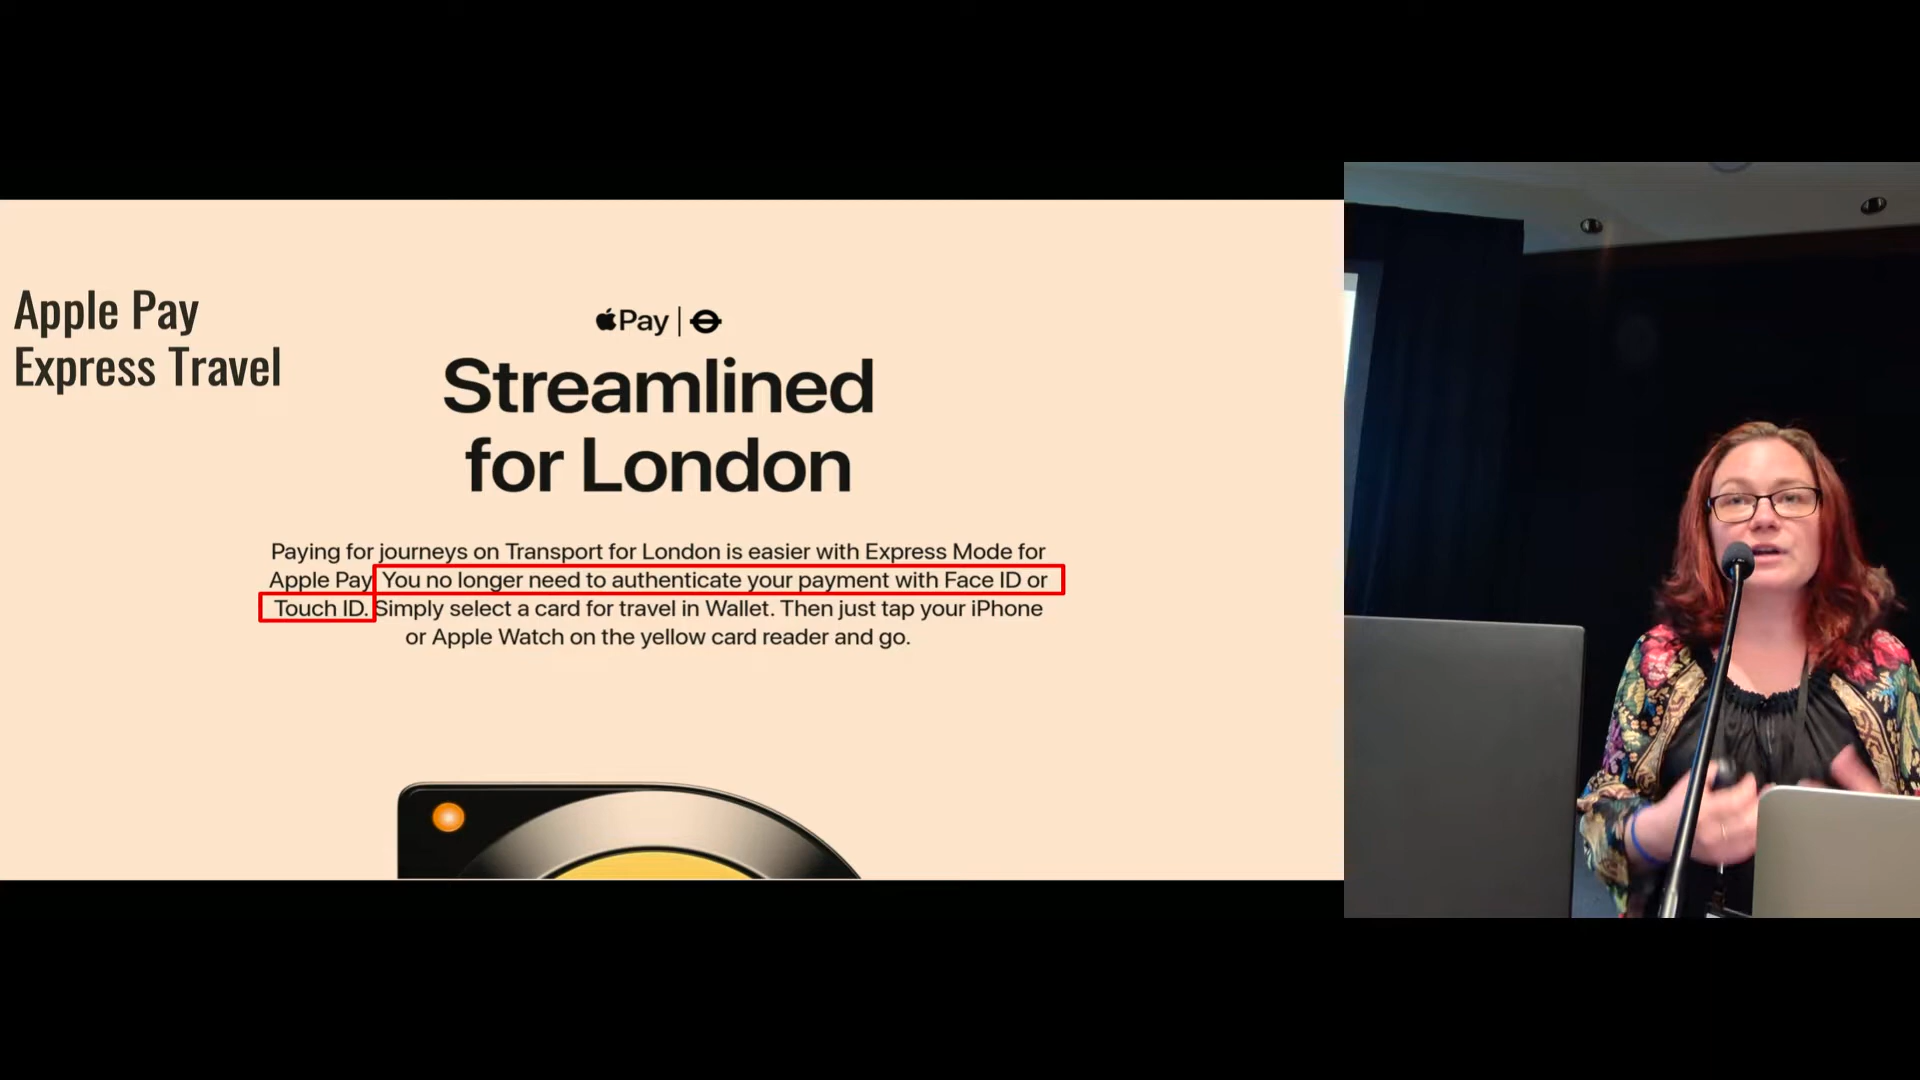 Apple Pay
Express Travel
Pay |
Streamlined
for London
Paying for journeys on Transport for London is easier with Express Mode for
Apple Pay. You no longer need to authenticate your payment with Face ID or
Touch ID. Simply select a card for travel in Wallet. Then just tap your iPhone
or Apple Watch on the yellow card reader and go.